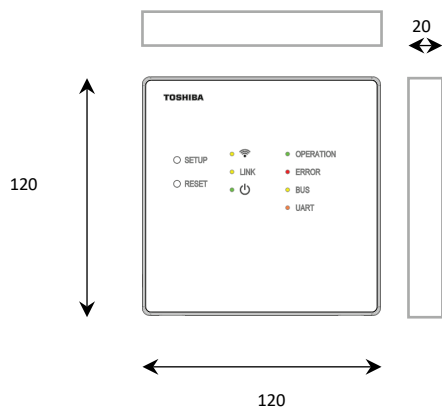 20
TOSHIBA
120
SETUP
RESET
LINK
OPERATION
ERROR
BUS
UART
120